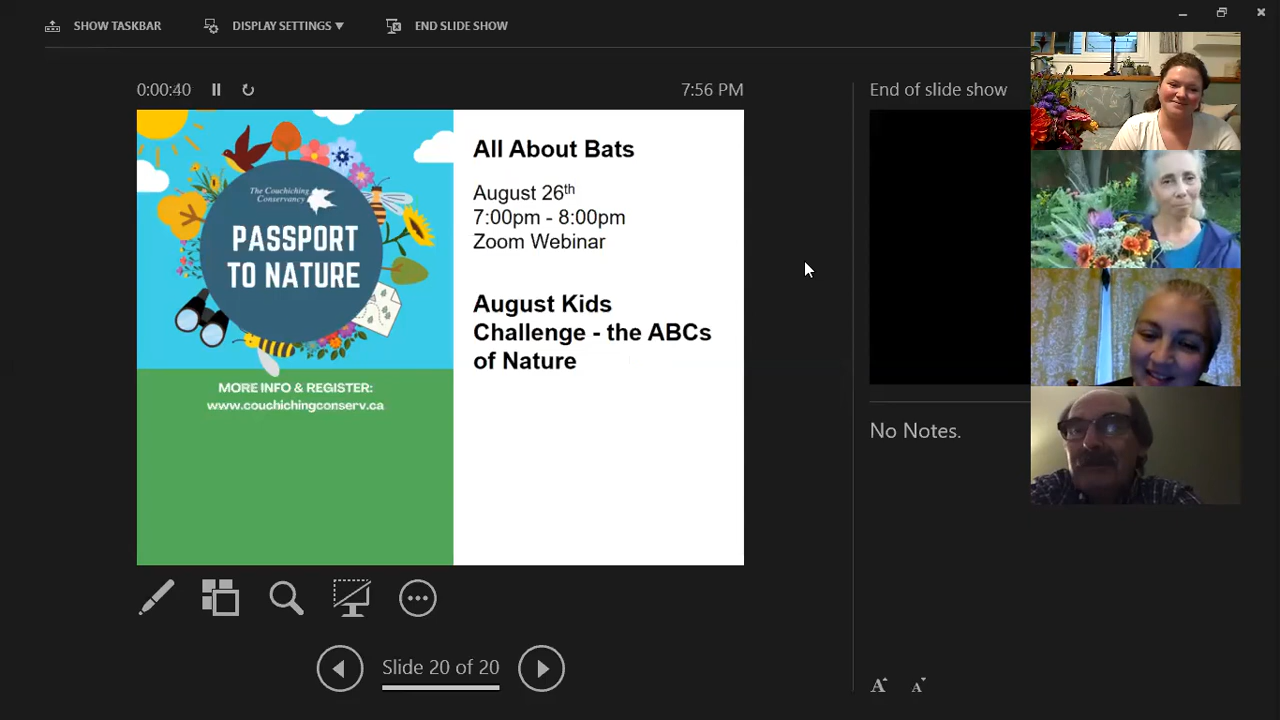 SHOW TASKBAR
DISPLAY SETTINGS ▼
END SLIDE SHOW
0:00:40
7:56 PM
The Couchiching
Conservancy
PASSPORT
TO NATURE
MORE INFO & REGISTER:
www.couchichingconserv.ca
All About Bats
August 26th
7:00pm - 8:00pm
Zoom Webinar
August Kids
Challenge - the ABCs
of Nature
Slide 20 of 20
End of slide show
No Notes.
A A